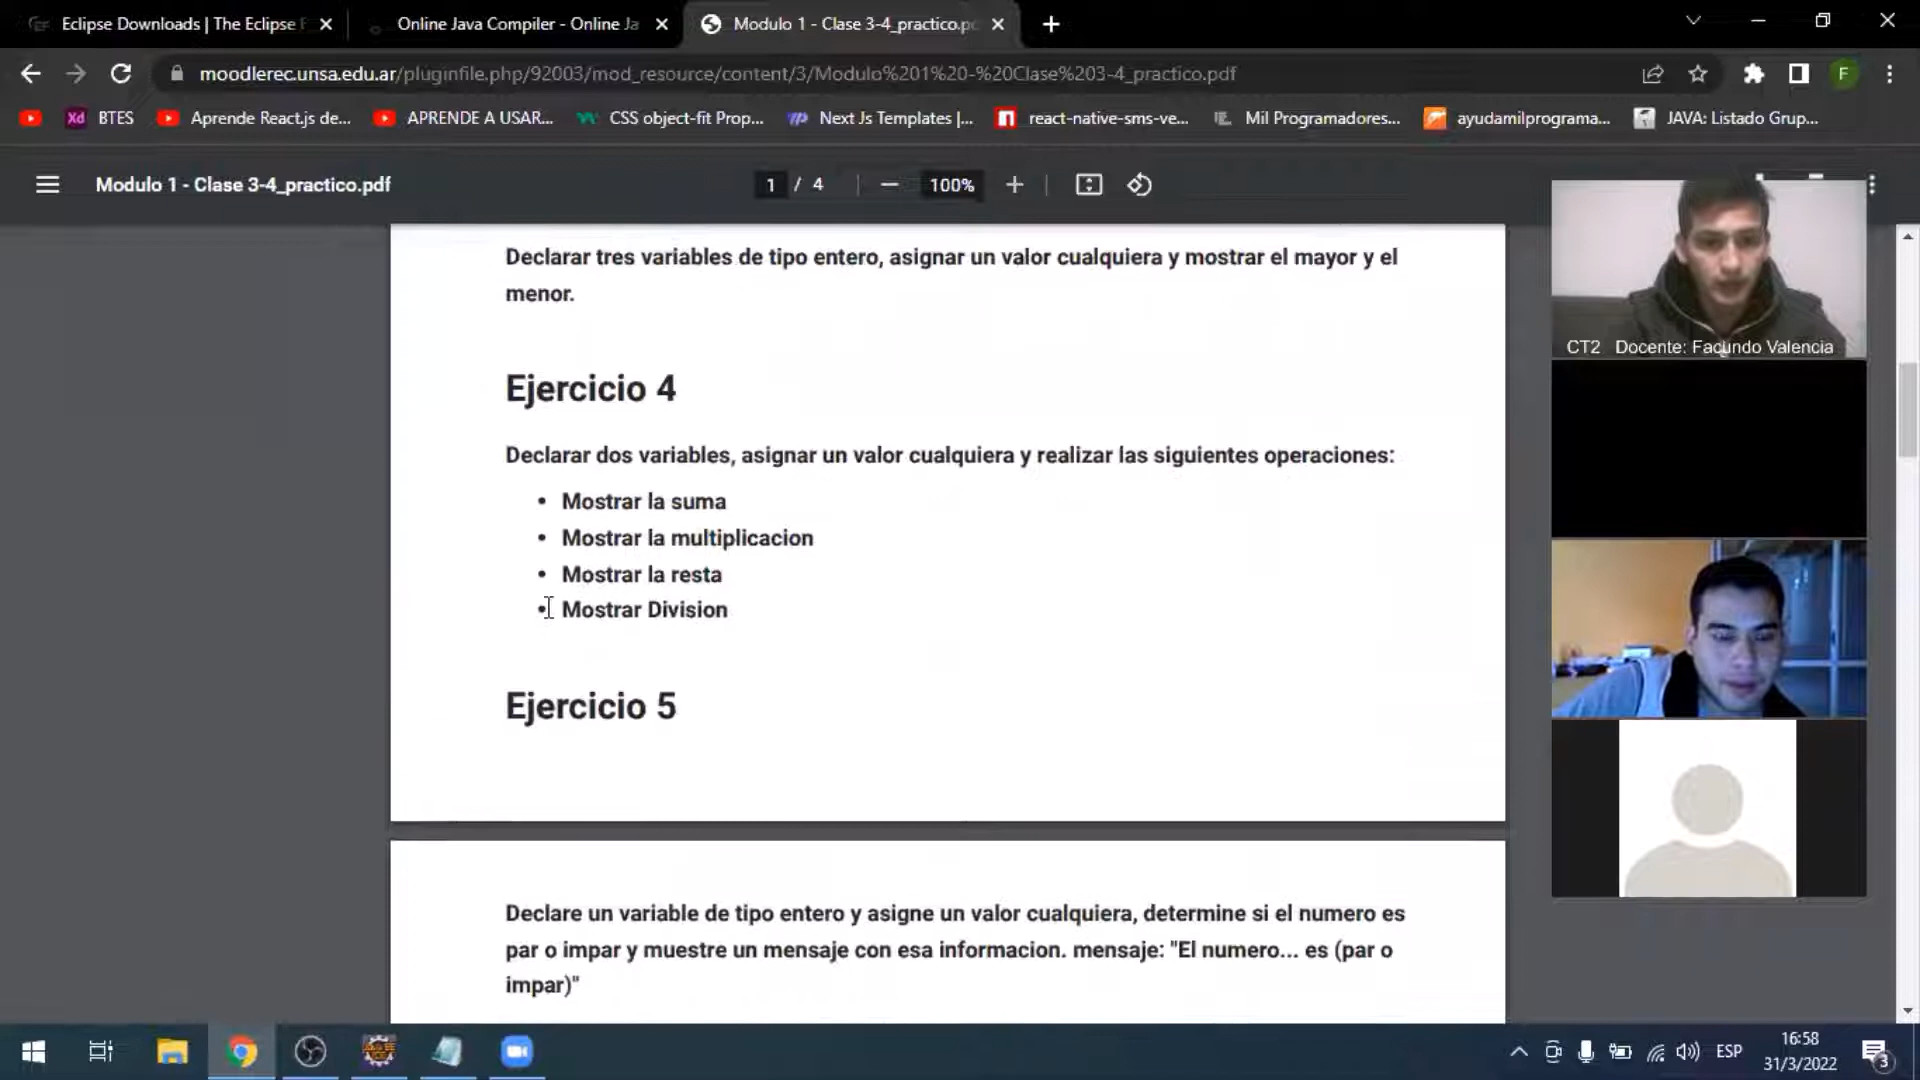 Eclipse Downloads | The Eclipse F
Online Java Compiler - Online Ja
Modulo 1 - Clase 3-4_practico.pd
moodlerec.unsa.edu.ar/pluginfile.php/92003/mod_resource/content/3/Modulo%201%20-%20Clase%203-4_practico.pdf
F
Xd BTES
Aprende React.js de...
APRENDE A USAR...
CSS object-fit Prop...
Next Js Templates |...
react-native-sms-ve...
Mil Programadores...
ayudamilprograma...
JAVA: Listado Grup...
Modulo 1 - Clase 3-4_practico.pdf
1 / 4
100%
Declarar tres variables de tipo entero, asignar un valor cualquiera y mostrar el mayor y el
menor.
Ejercicio 4
Declarar dos variables, asignar un valor cualquiera y realizar las siguientes operaciones:
• Mostrar la suma
• Mostrar la multiplicacion
• Mostrar la resta
• Mostrar Division
Ejercicio 5
Declare un variable de tipo entero y asigne un valor cualquiera, determine si el numero es
par o impar y muestre un mensaje con esa informacion. mensaje: "El numero... es (par o
impar)"
CT2 Docente: Facundo Valencia
ESP
16:58
31/3/2022
3